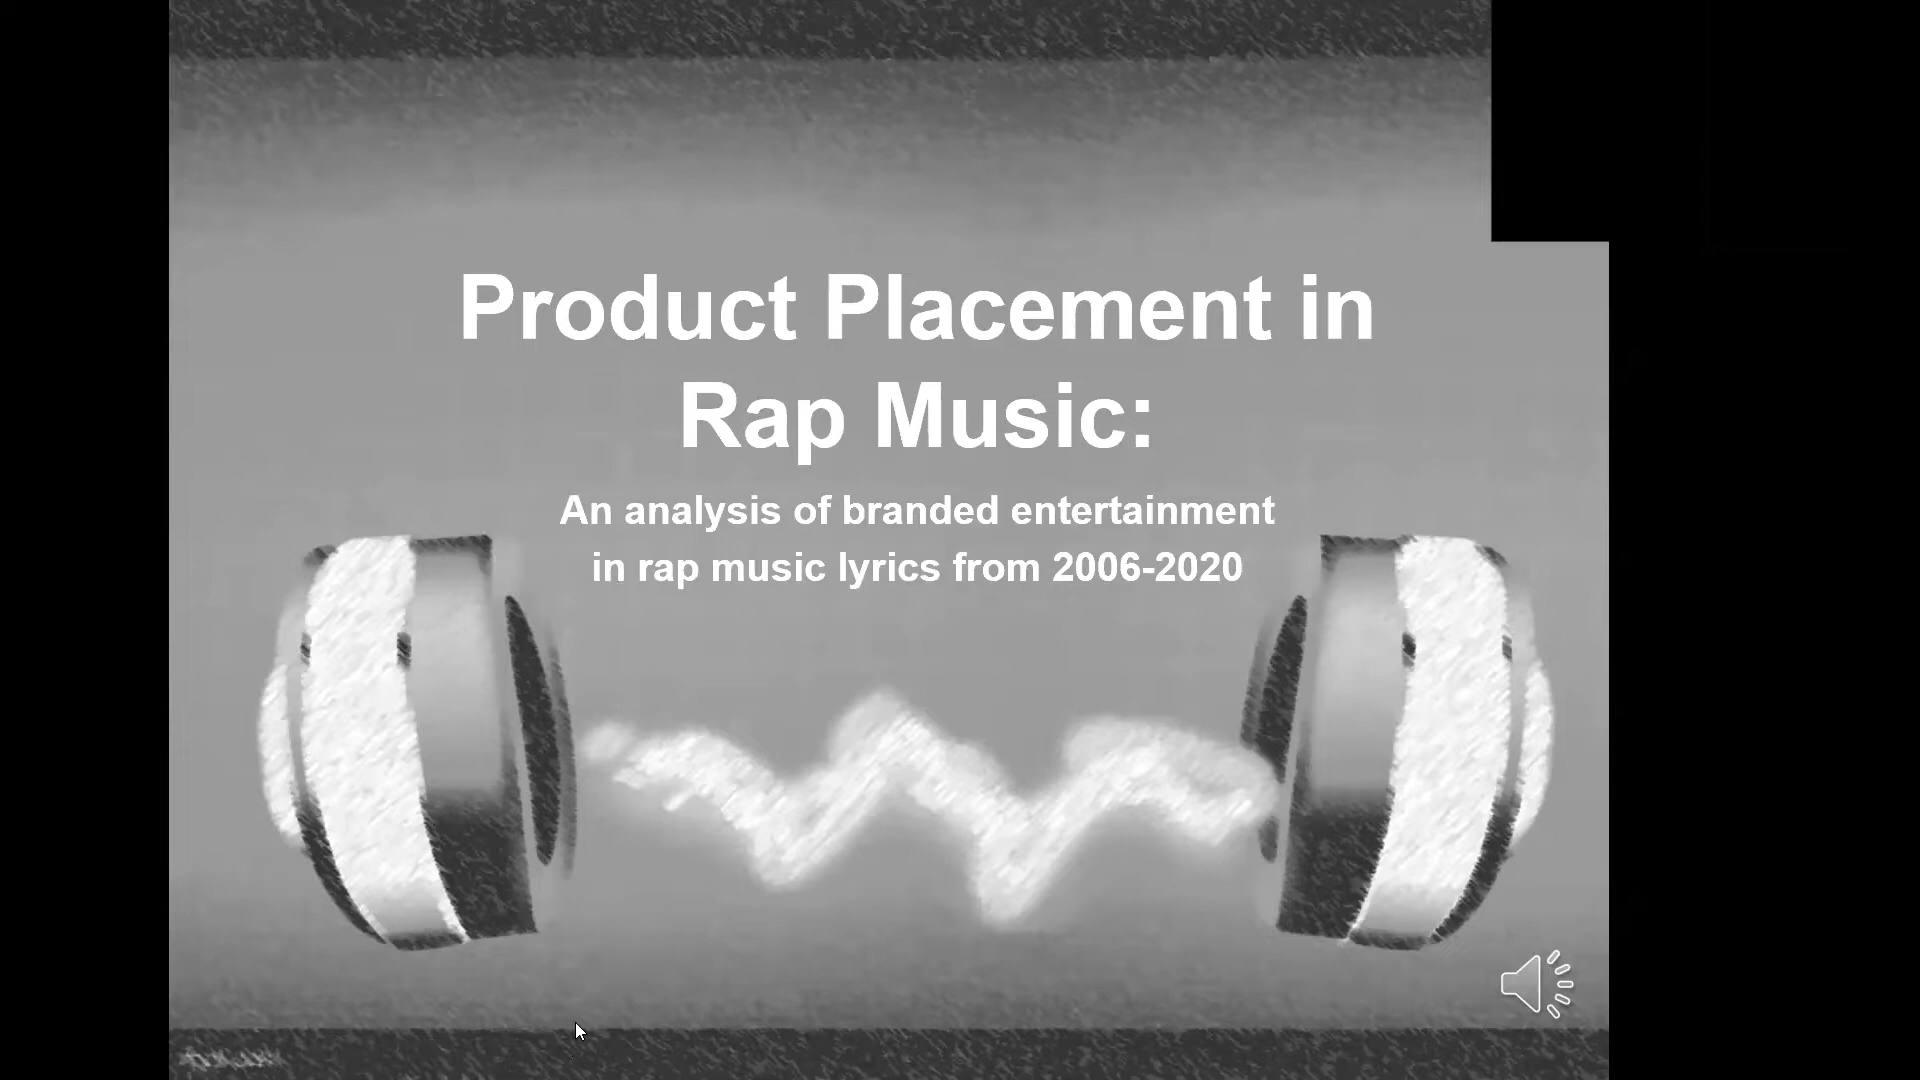 Product Placement in
Rap Music:
An analysis of branded entertainment
in rap music lyrics from 2006-2020